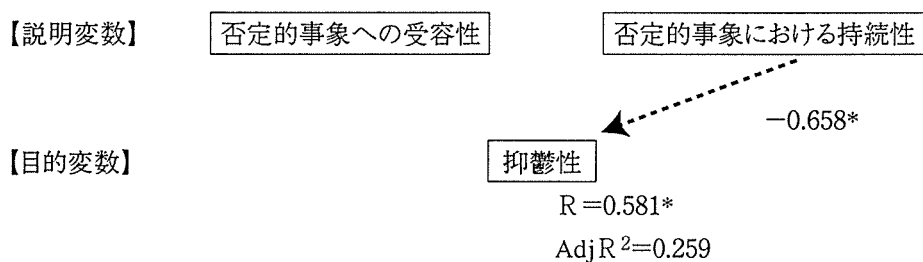 【説明変数】 否定的事象への受容性 否定的事象における持続性
−0.658*
【目的変数】 抑鬱性
R=0.581*
AdjR²=0.259